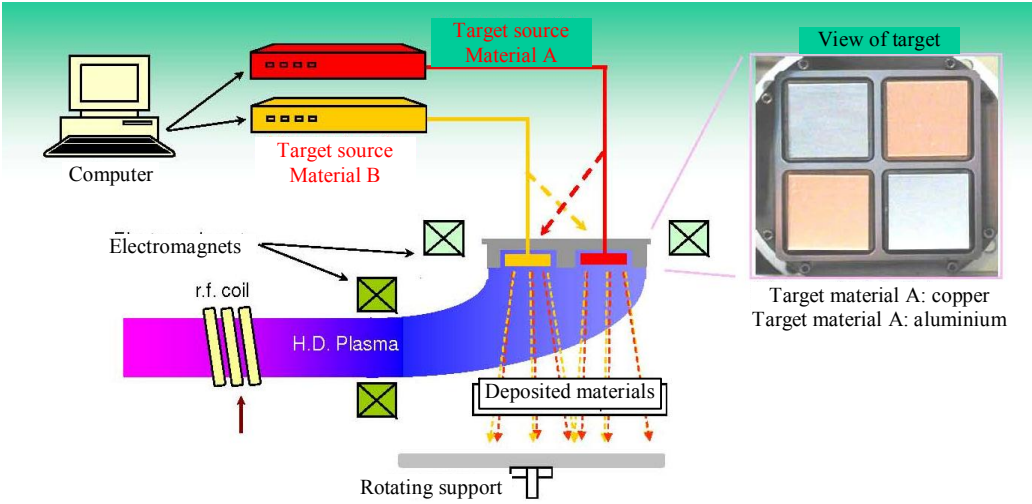 Target source
Material A
View of target
Target source
Material B
Computer
Electromagnets
r.f. coil
H.D. Plasma
Target material A: copper
Target material A: aluminium
Deposited materials
Rotating support